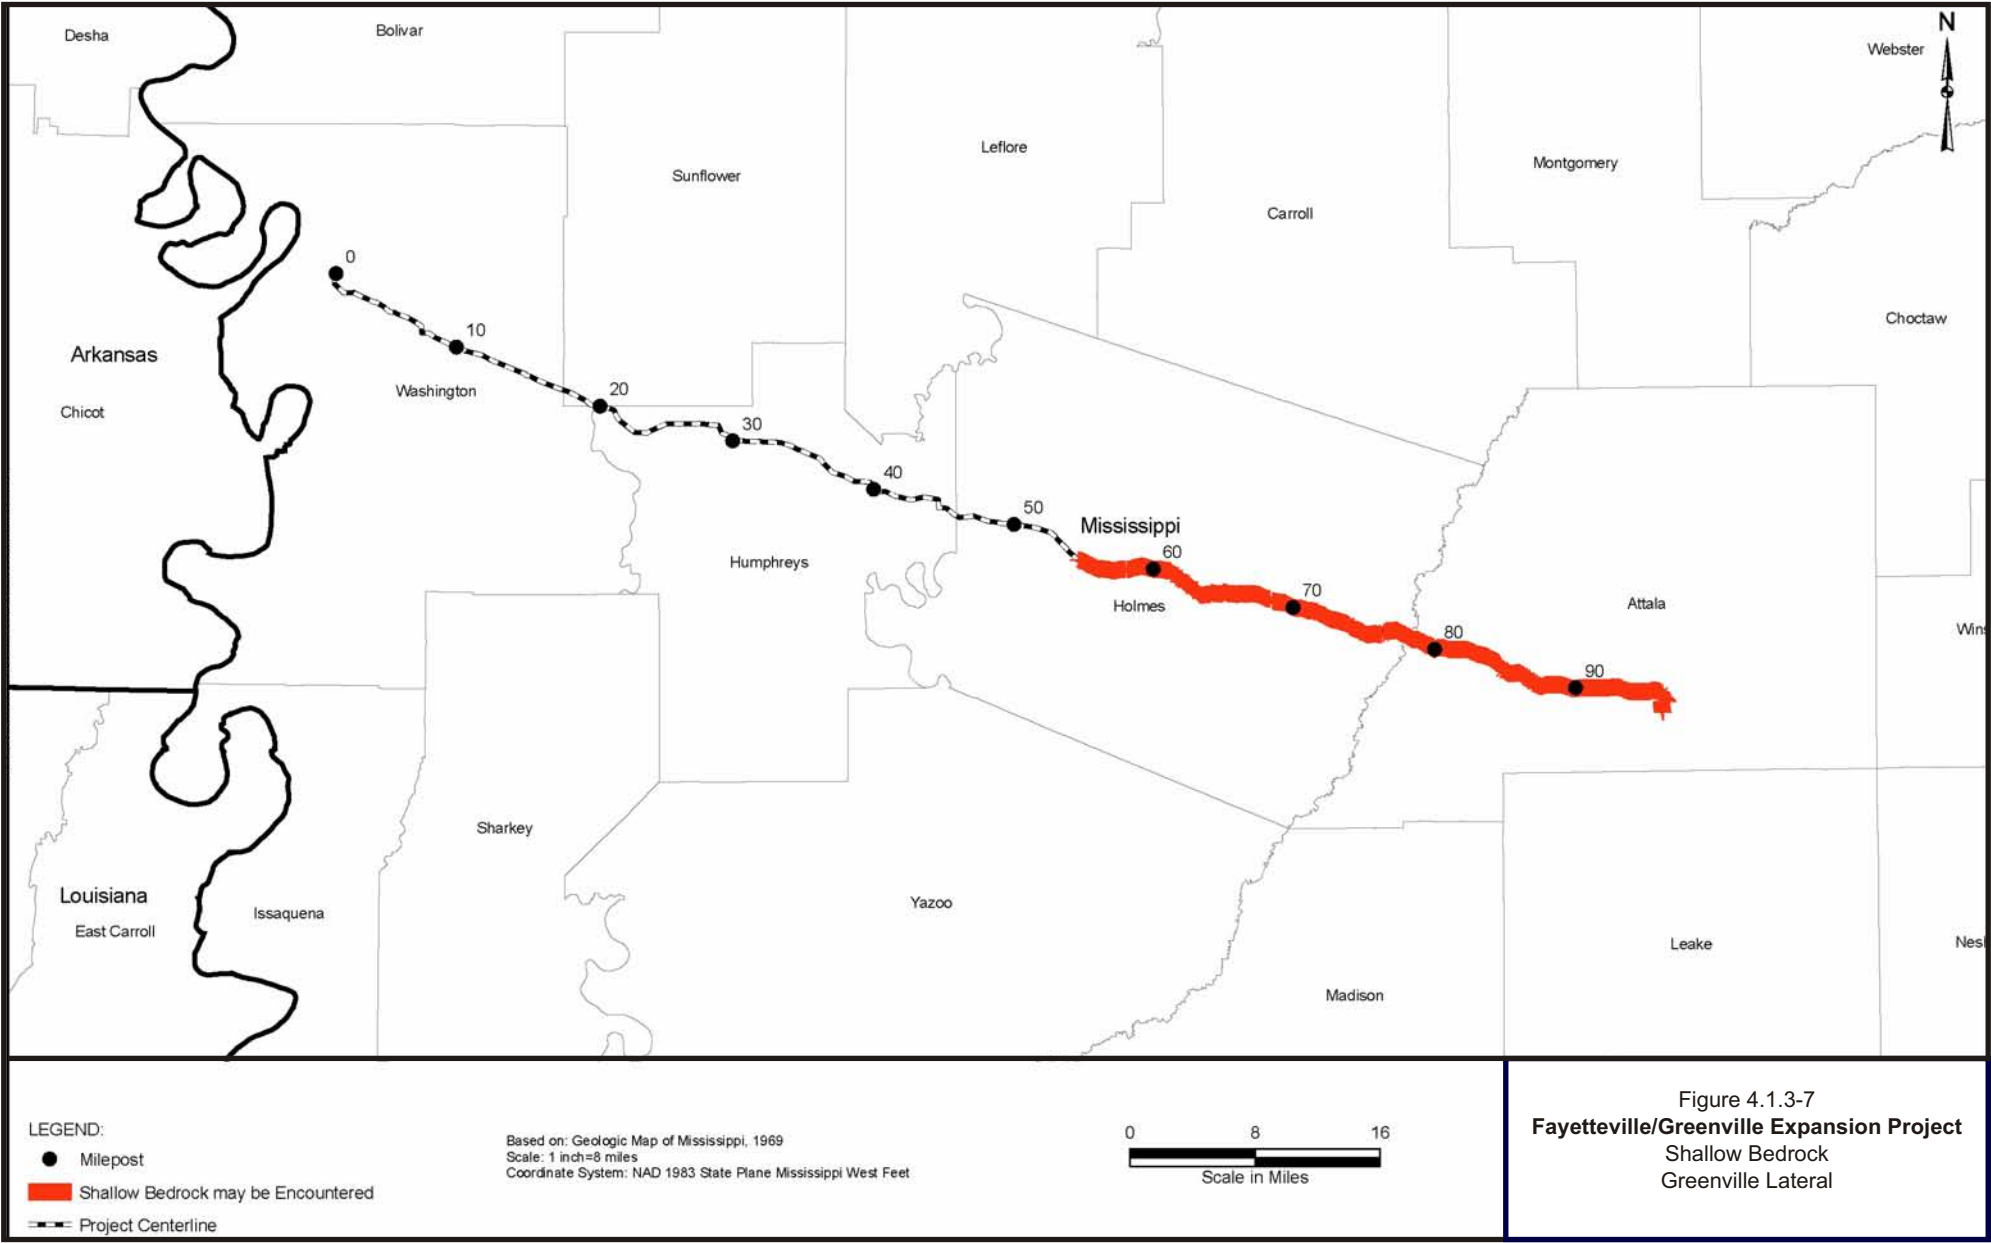 Desha
Bolivar
Webster
N
Leflore
Montgomery
Sunflower
Carroll
0
Choctaw
10
Arkansas
Washington
20
Chicot
30
40
50
Mississippi
60
Humphreys
70
Holmes
Attala
80
Wins
90
Sharkey
Louisiana
Issaquena
Yazoo
East Carroll
Leake
Nesl
Madison
LEGEND:
Milepost
Shallow Bedrock may be Encountered
Project Centerline
Based on: Geologic Map of Mississippi, 1969
Scale: 1 inch=8 miles
Coordinate System: NAD 1983 State Plane Mississippi West Feet
0 8 16
Scale in Miles
Figure 4.1.3-7
Fayetteville/Greenville Expansion Project
Shallow Bedrock
Greenville Lateral